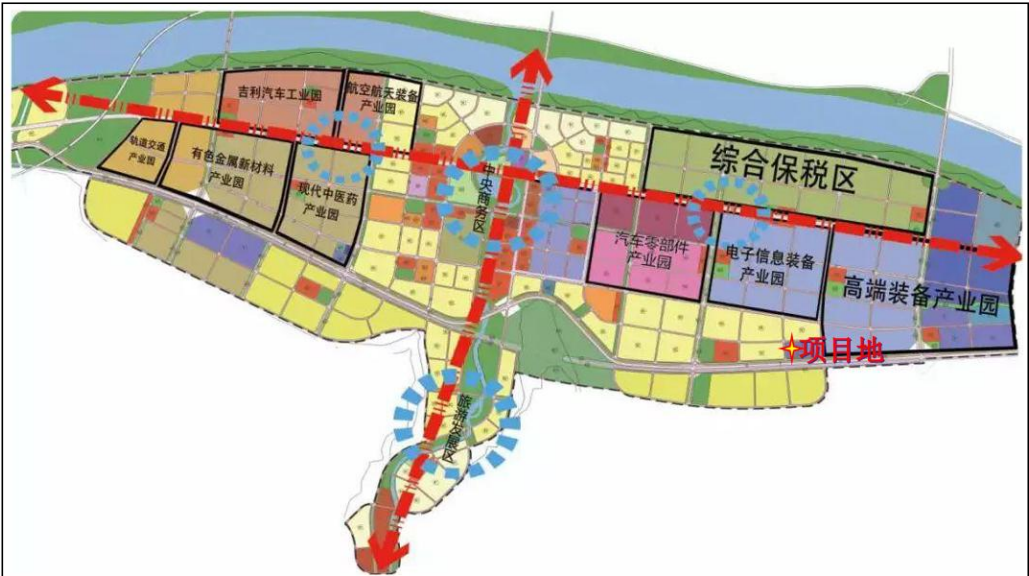 吉利汽车工业园
航空航天装备
产业园
轨道交通
产业园
有色金属新材料
产业园
现代中医药
产业园
中央商务区
综合保税区
汽车零部件
产业园
电子信息装备
产业园
高端装备产业园
项目地
旅游发展区